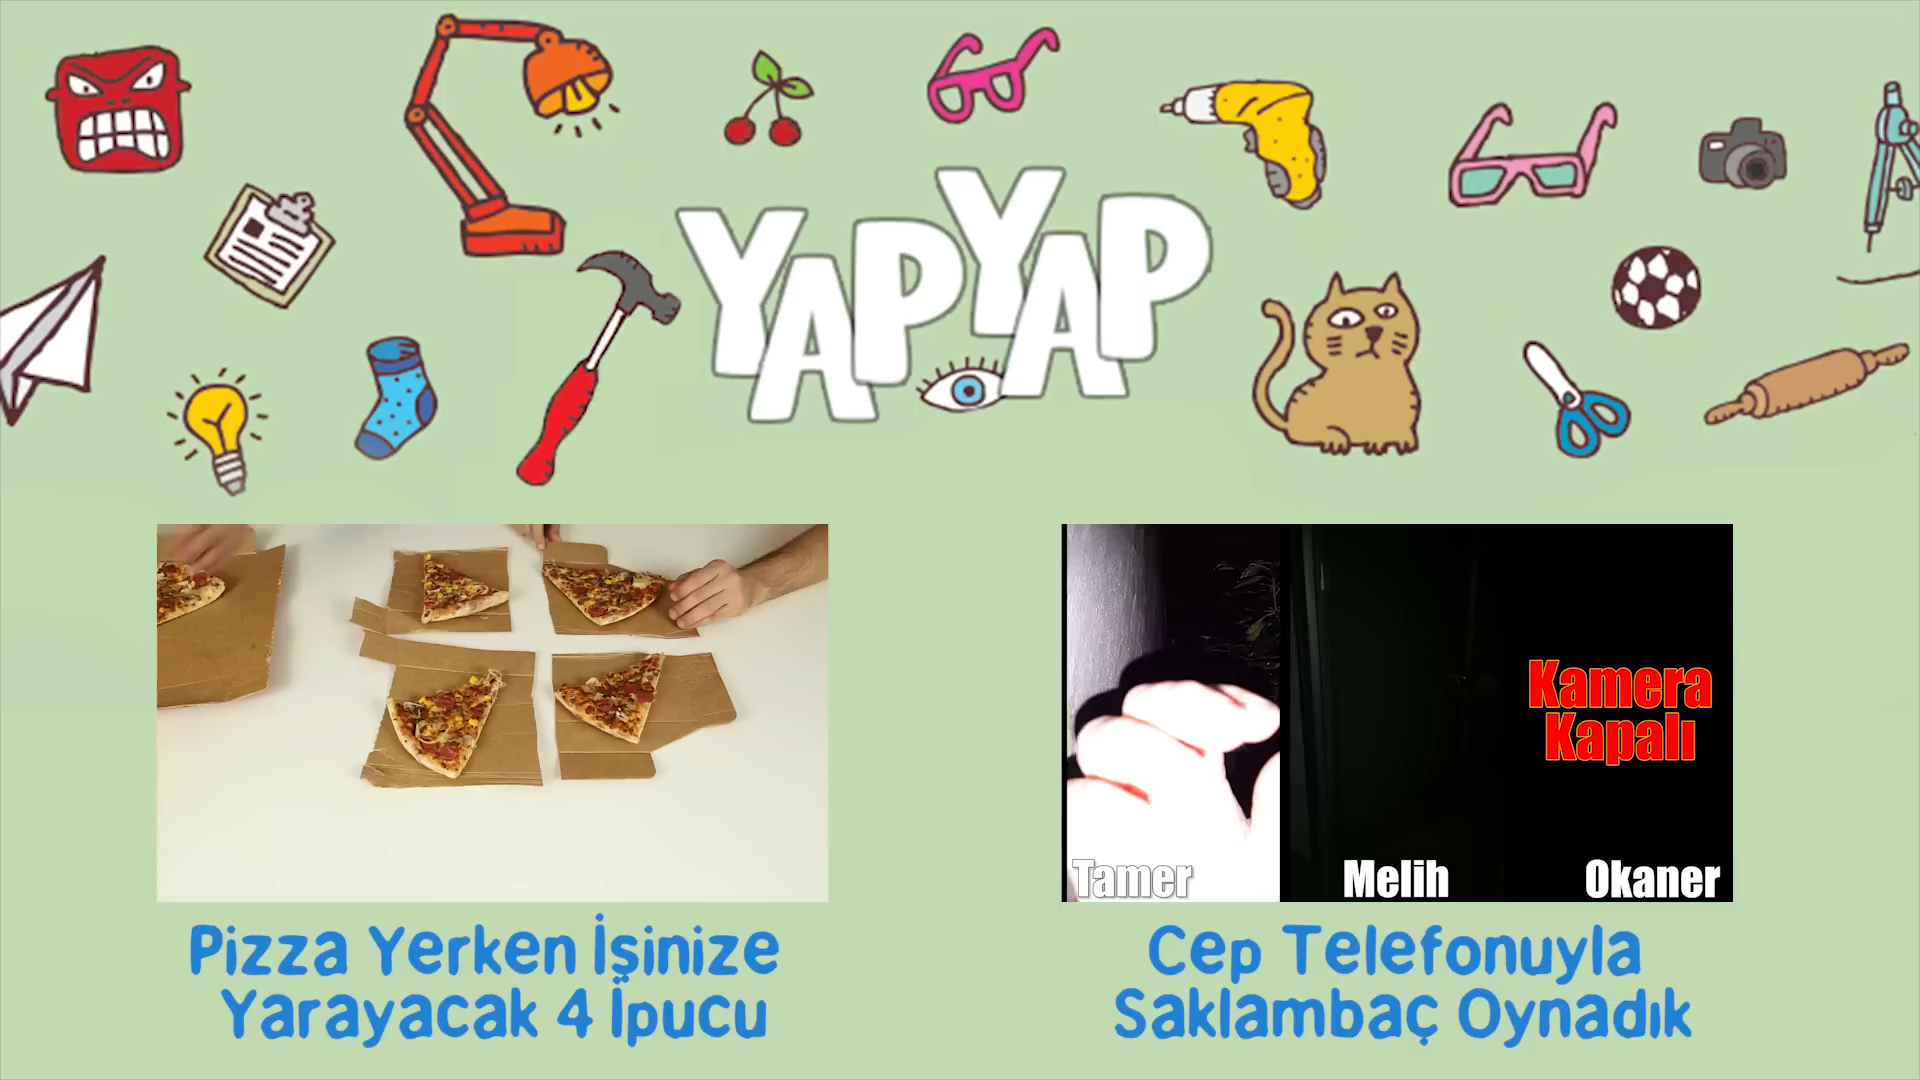 YAPYAP
Kamera
Kapalı
Tamer
Melih
Okaner
Pizza Yerken İşinize
Yarayacak 4 İpucu
Cep Telefonuyla
Saklambaç Oynadık